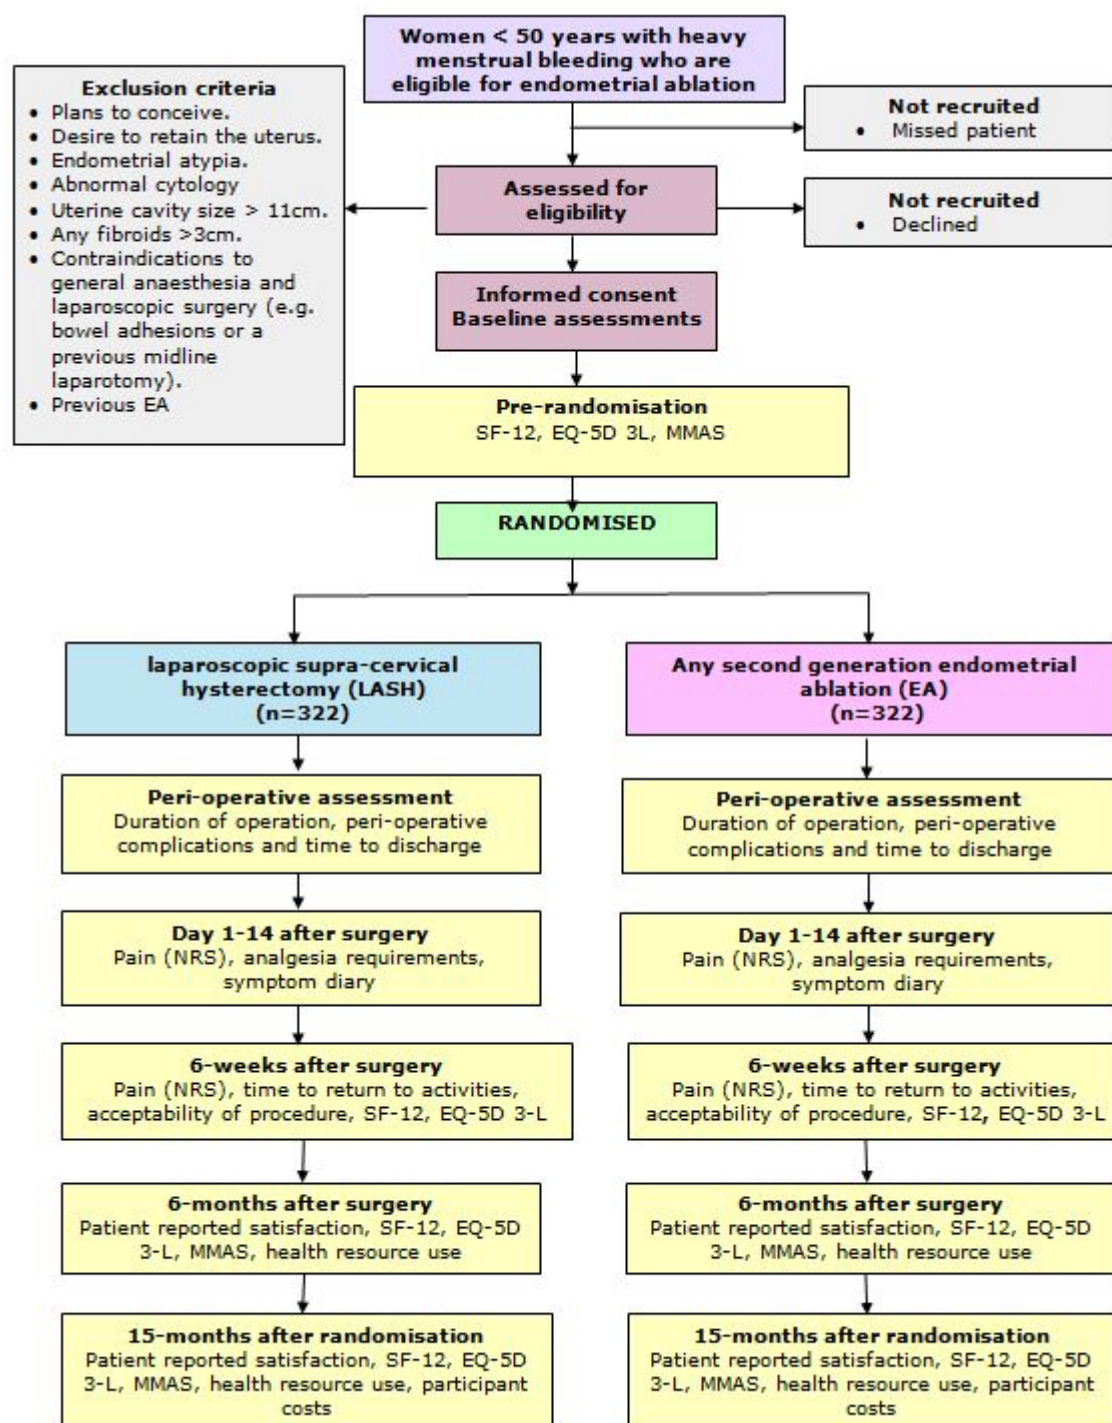 Women < 50 years with heavy
menstrual bleeding who are
eligible for endometrial ablation
Exclusion criteria
• Plans to conceive.
• Desire to retain the uterus.
• Endometrial atypia.
• Abnormal cytology
• Uterine cavity size > 11cm.
• Any fibroids >3cm.
• Contraindications to
general anaesthesia and
laparoscopic surgery (e.g.
bowel adhesions or a
previous midline
laparotomy).
• Previous EA
Not recruited
• Missed patient
Assessed for
eligibility
Not recruited
• Declined
Informed consent
Baseline assessments
Pre-randomisation
SF-12, EQ-5D 3L, MMAS
RANDOMISED
laparoscopic supra-cervical
hysterectomy (LASH)
(n=322)
Peri-operative assessment
Duration of operation, peri-operative
complications and time to discharge
Day 1-14 after surgery
Pain (NRS), analgesia requirements,
symptom diary
6-weeks after surgery
Pain (NRS), time to return to activities,
acceptability of procedure, SF-12, EQ-5D 3-L
6-months after surgery
Patient reported satisfaction, SF-12, EQ-5D
3-L, MMAS, health resource use
15-months after randomisation
Patient reported satisfaction, SF-12, EQ-5D
3-L, MMAS, health resource use, participant
costs
Any second generation endometrial
ablation (EA)
(n=322)
Peri-operative assessment
Duration of operation, peri-operative
complications and time to discharge
Day 1-14 after surgery
Pain (NRS), analgesia requirements,
symptom diary
6-weeks after surgery
Pain (NRS), time to return to activities,
acceptability of procedure, SF-12, EQ-5D 3-L
6-months after surgery
Patient reported satisfaction, SF-12, EQ-5D
3-L, MMAS, health resource use
15-months after randomisation
Patient reported satisfaction, SF-12, EQ-5D
3-L, MMAS, health resource use, participant
costs